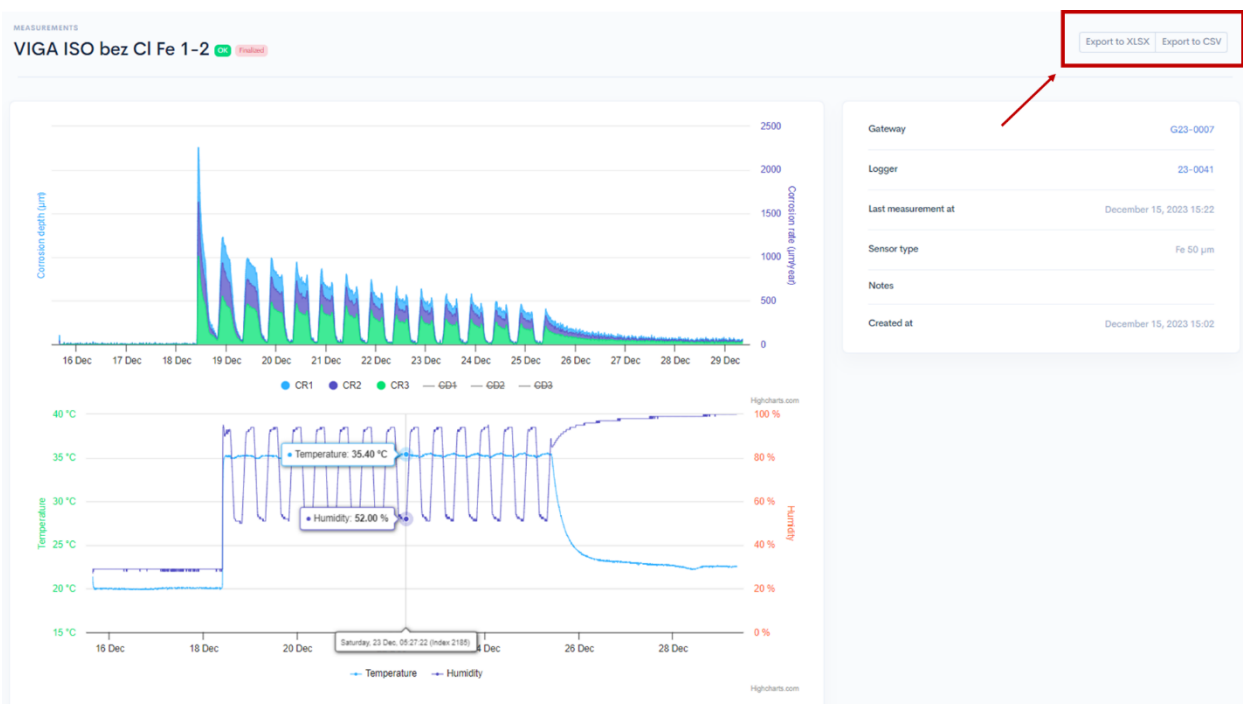 MEASUREMENTS
VIGA ISO bez Cl Fe 1-2 OK Finalized
Export to XLSX Export to CSV
2500
2000
1500
1000
500
0
Corrosion depth (µm)
Corrosion rate (µm/year)
16 Dec 17 Dec 18 Dec 19 Dec 20 Dec 21 Dec 22 Dec 23 Dec 24 Dec 25 Dec 26 Dec 27 Dec 28 Dec 29 Dec
CR1 CR2 CR3 CD1 CD2 CD3
Highcharts.com
40 °C 100 %
35 °C 80 %
30 °C 60 %
25 °C 40 %
20 °C 20 %
15 °C 0 %
Temperature
Humidity
Temperature: 35.40 °C
Humidity: 52.00 %
Saturday, 23 Dec, 05:27:22 (Index 2185)
16 Dec 18 Dec 20 Dec 4 Dec 26 Dec 28 Dec
Temperature Humidity
Highcharts.com
Gateway G23-0007
Logger 23-0041
Last measurement at December 15, 2023 15:22
Sensor type Fe 50 µm
Notes
Created at December 15, 2023 15:02